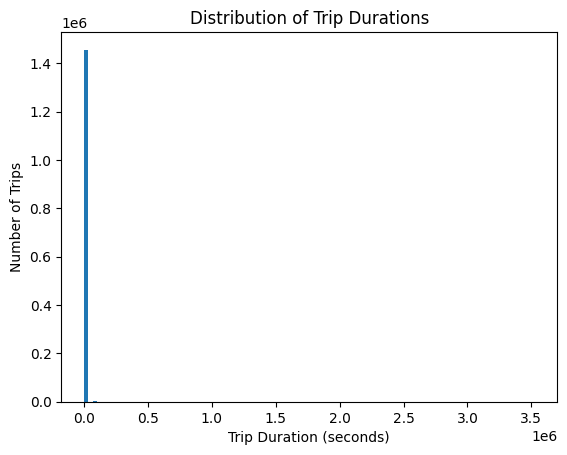 Distribution of Trip Durations
1e6
1.4
1.2
1.0
0.8
0.6
0.4
0.2
0.0
Number of Trips
0.0 0.5 1.0 1.5 2.0 2.5 3.0 3.5
1e6
Trip Duration (seconds)